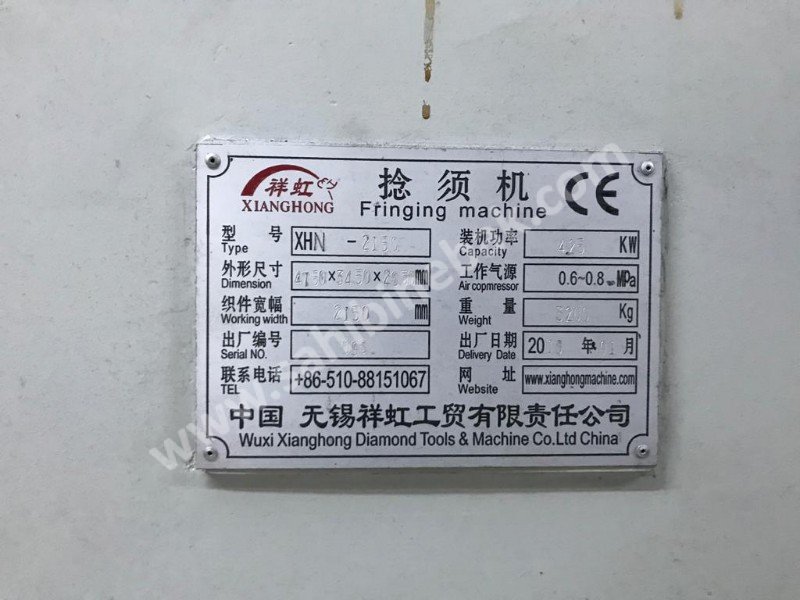 祥虹
XIANGHONG
捻须机 CE
Fringing machine
型号 Type XHN -2150
装机功率 Capacity KW
外形尺寸 Dimension mm
工作气源 Air copmressor 0.6~0.8 MPa
织件宽幅 Working width 2150 mm
重量 Weight Kg
出厂编号 Serial NO.
出厂日期 Delivery Date 年 月
联系电话 TEL +86-510-88151067
网址 Website www.xianghongmachine.com
中国 无锡祥虹工贸有限责任公司
Wuxi Xianghong Diamond Tools & Machine Co.Ltd China